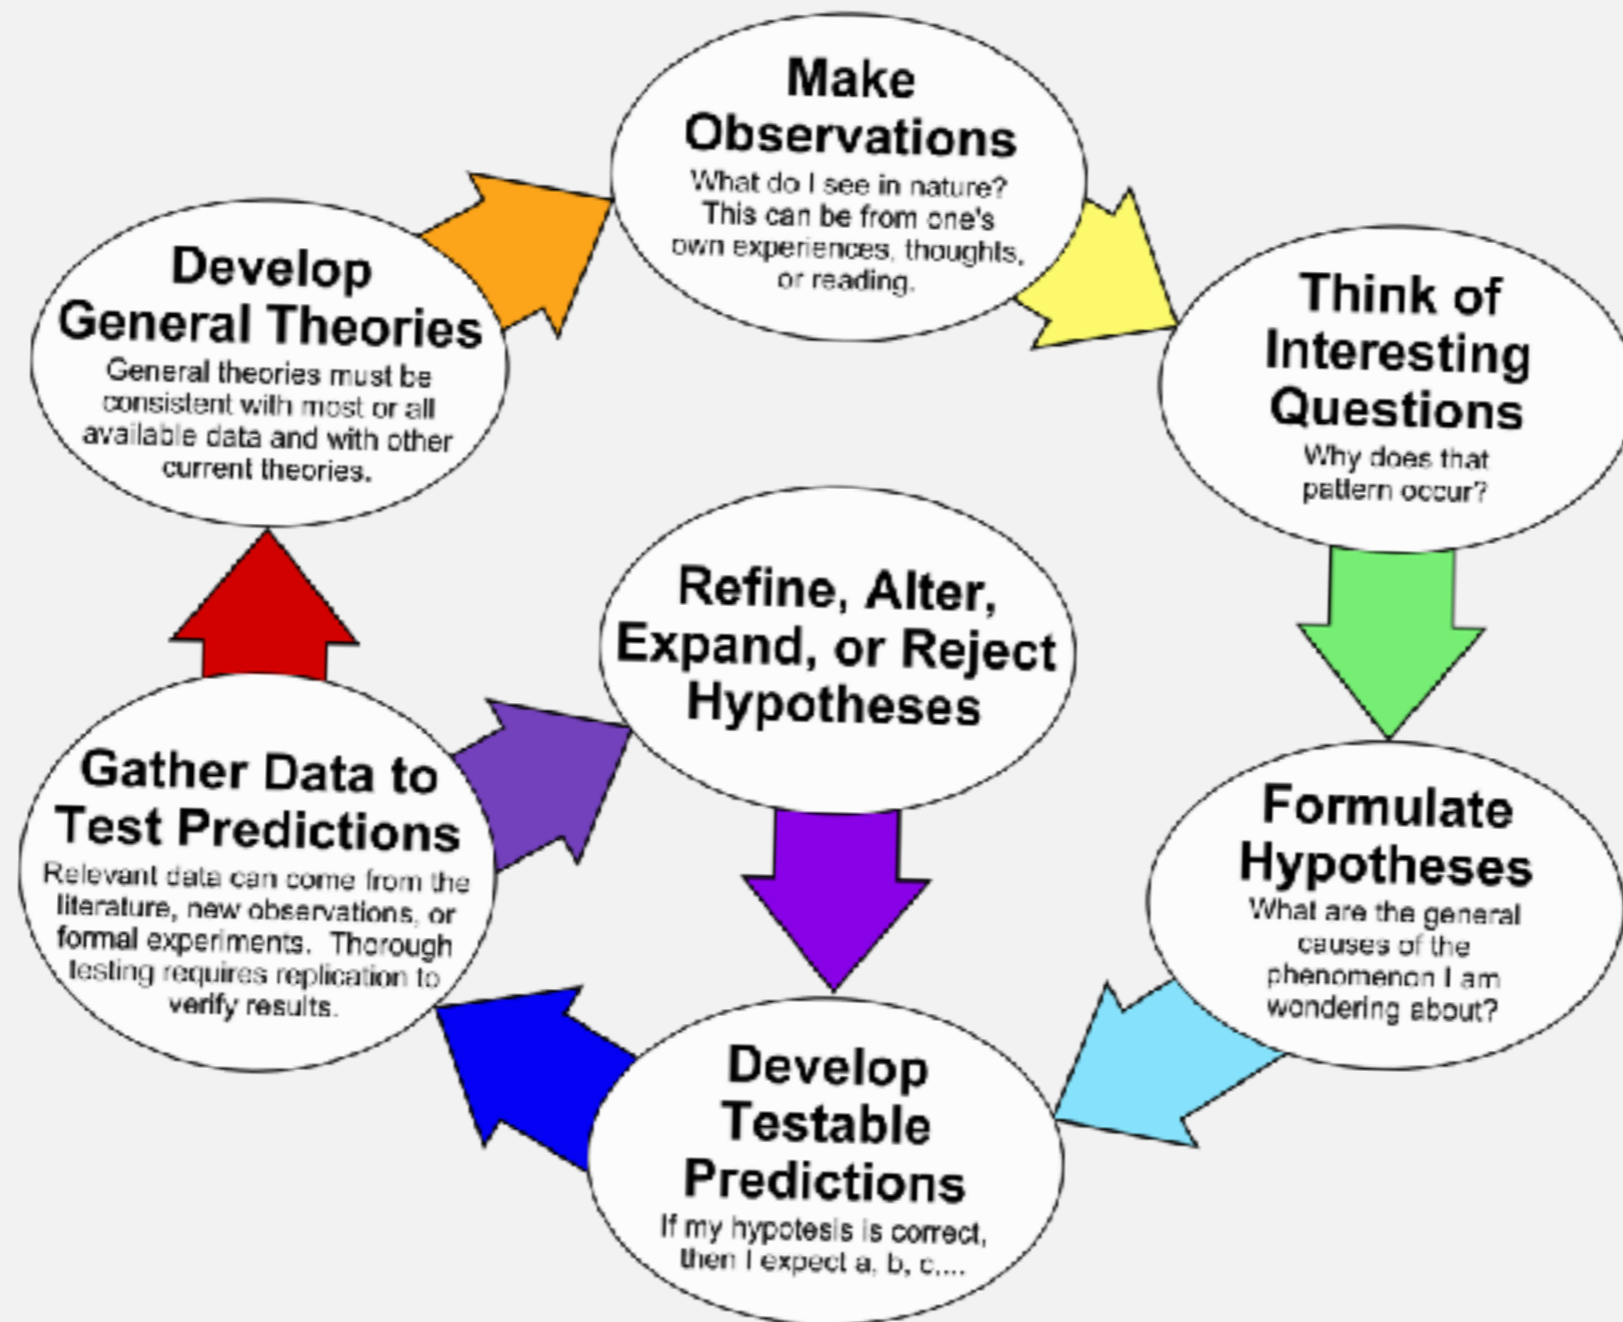 Make
Observations
What do I see in nature?
This can be from one's
own experiences, thoughts,
or reading.
Think of
Interesting
Questions
Why does that
pattern occur?
Formulate
Hypotheses
What are the general
causes of the
phenomenon I am
wondering about?
Develop
Testable
Predictions
If my hypotesis is correct,
then I expect a, b, c,...
Gather Data to
Test Predictions
Relevant data can come from the
literature, new observations, or
formal experiments. Thorough
testing requires replication to
verify results.
Refine, Alter,
Expand, or Reject
Hypotheses
Develop
General Theories
General theories must be
consistent with most or all
available data and with other
current theories.